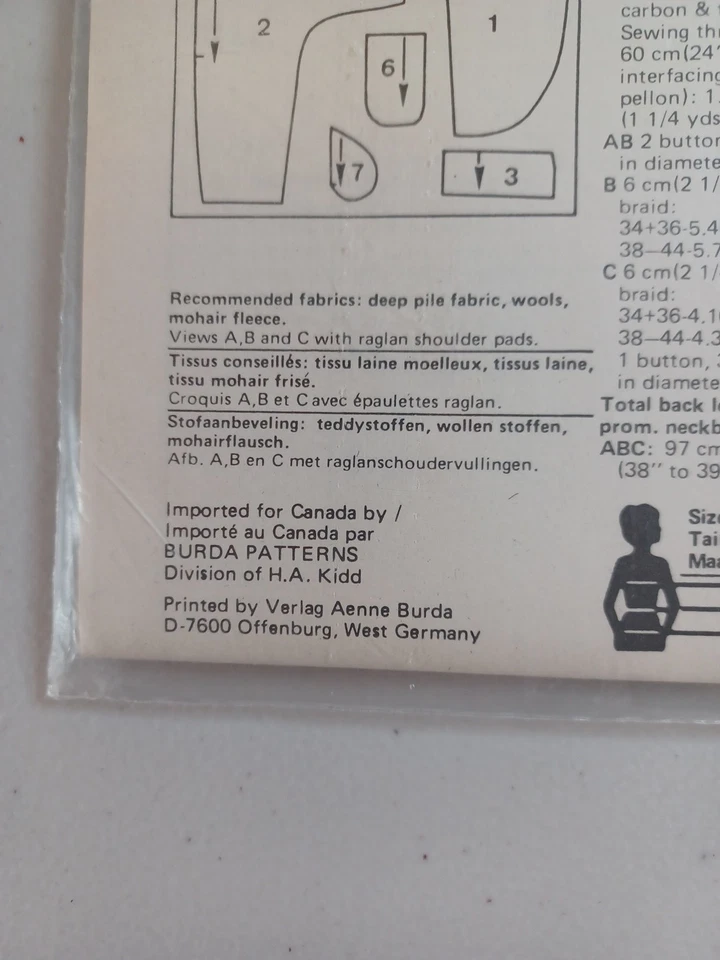 2
1
6
7
3
Recommended fabrics: deep pile fabric, wools,
mohair fleece.
Views A,B and C with raglan shoulder pads.
Tissus conseillés: tissu laine moelleux, tissus laine,
tissu mohair frisé.
Croquis A,B et C avec épaulettes raglan.
Stofaanbeveling: teddystoffen, wollen stoffen,
mohairflausch.
Afb. A,B en C met raglanschoudervullingen.
Imported for Canada by /
Importé au Canada par
BURDA PATTERNS
Division of H.A. Kidd
Printed by Verlag Aenne Burda
D-7600 Offenburg, West Germany
carbon &
Sewing
60 cm(24"
interfacing
pellon): 1
(1 1/4 yds
AB 2
in
B 6 cm(2 1/
braid:
34+36-5.4
38—44-5.7
C 6 cm(2 1/
braid:
34+36-4.1
38—44-4.3
1 button,
in
Total back
prom.
ABC: 97 cm
(38" to 39